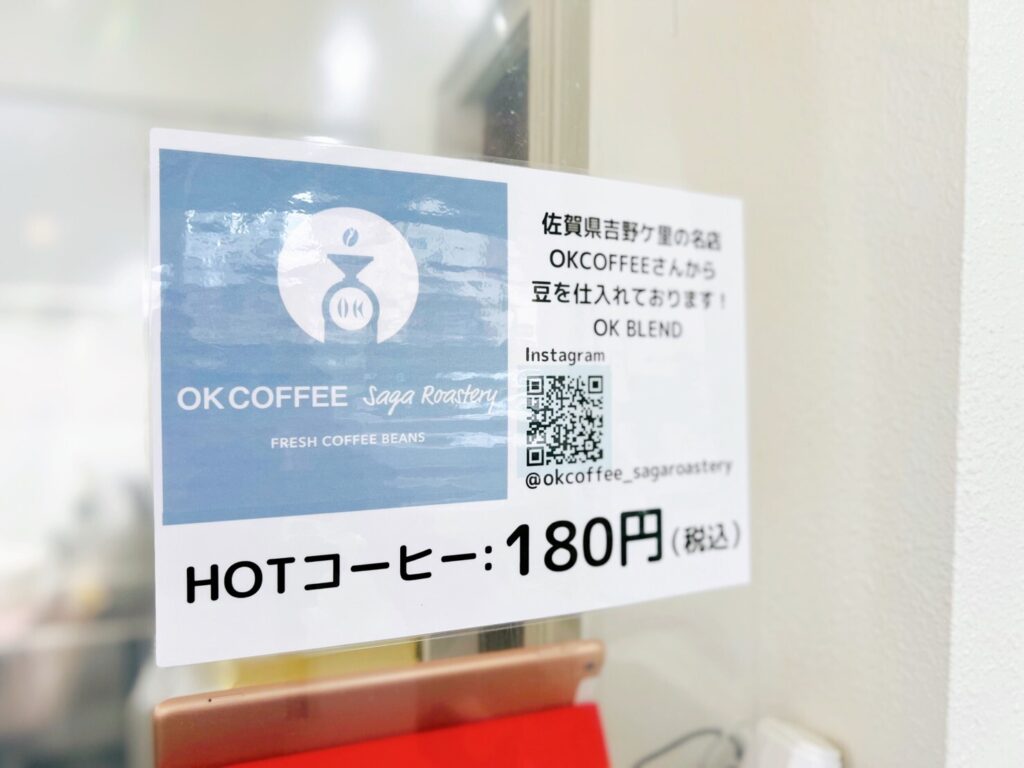 OK
OK COFFEE Saga Roastery
FRESH COFFEE BEANS
佐賀県吉野ケ里の名店
OKCOFFEEさんから
豆を仕入れております！
OK BLEND
Instagram
@okcoffee_sagaroastery
HOTコーヒー:180円(税込)